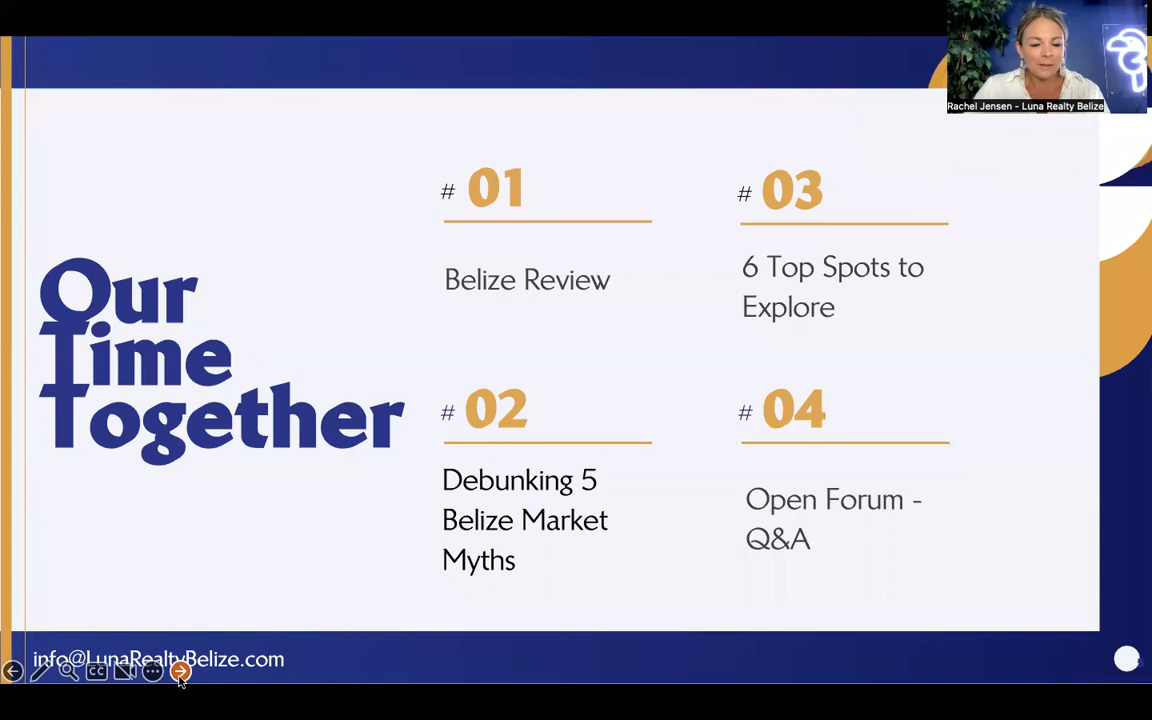 Rachel Jensen - Luna Realty Belize
Our
Time
Together
# 01
Belize Review
# 02
Debunking 5
Belize Market
Myths
# 03
6 Top Spots to
Explore
# 04
Open Forum -
Q&A
info@LunaRealtyBelize.com
CC